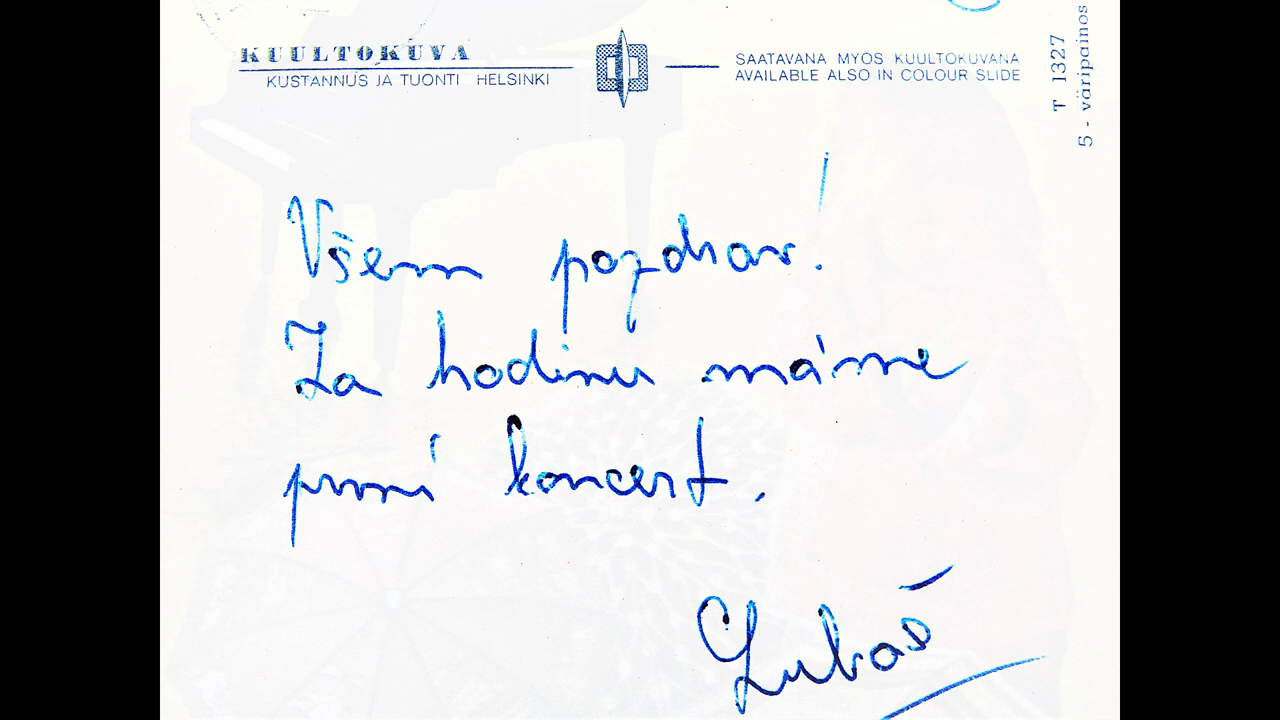 KUULTOKUVA
KUSTANNUS JA TUONTI HELSINKI
SAATAVANA MYÖS KUULTOKUVANA
AVAILABLE ALSO IN COLOUR SLIDE
T 1327
5 - väripainos
Všem pozdrav!
Za hodinu máme
první koncert.
Luboš